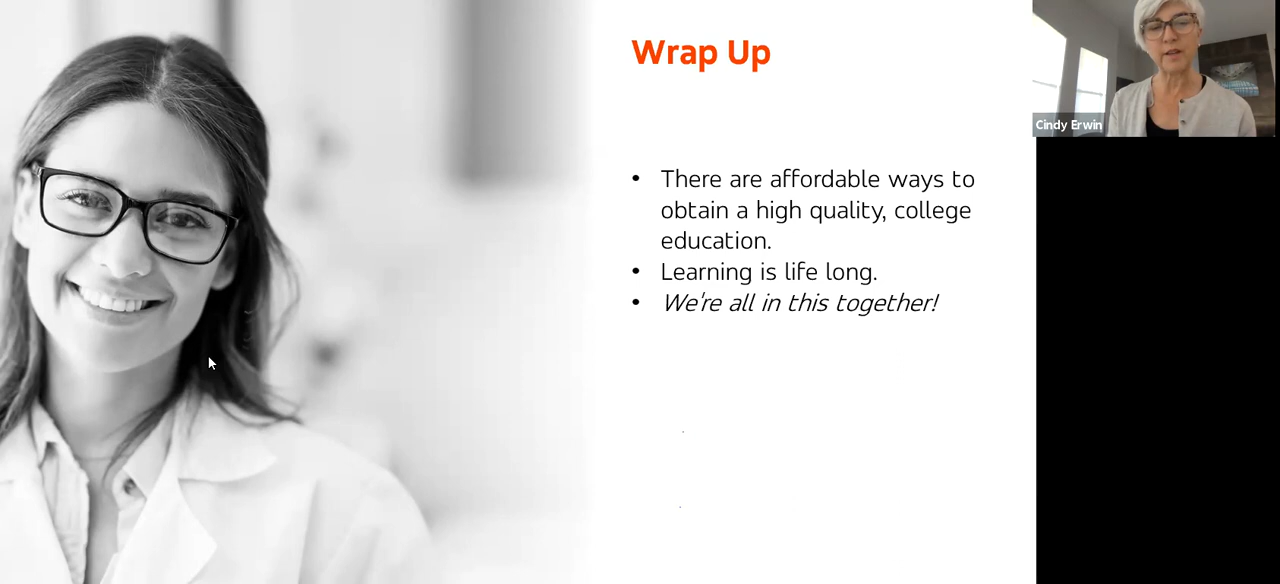 Wrap Up
Cindy Erwin
• There are affordable ways to
obtain a high quality, college
education.
• Learning is life long.
• We're all in this together!